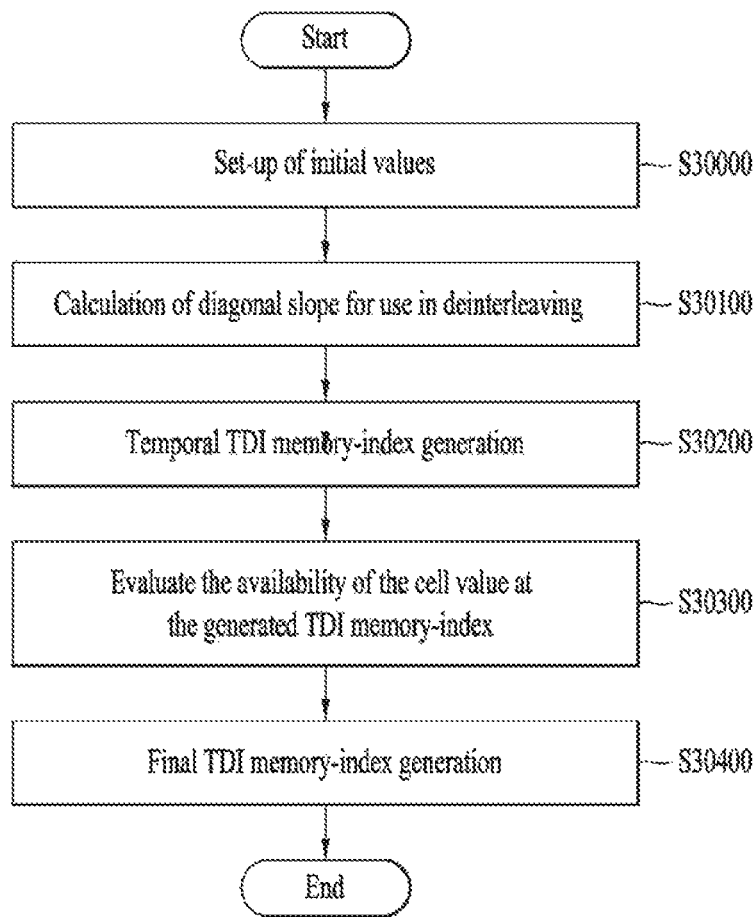 Start
Set-up of initial values
S30000
Calculation of diagonal slope for use in deinterleaving
S30100
Temporal TDI memory-index generation
S30200
Evaluate the availability of the cell value at
the generated TDI memory-index
S30300
Final TDI memory-index generation
S30400
End